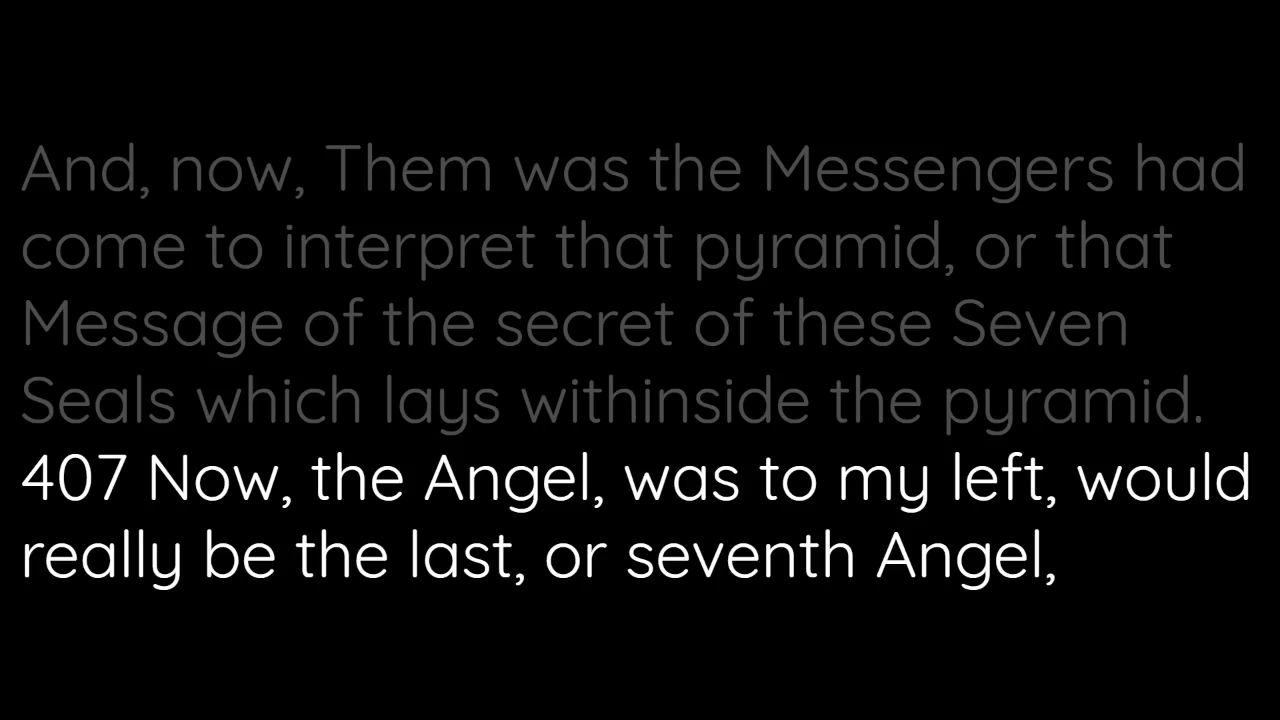 And, now, Them was the Messengers had
come to interpret that pyramid, or that
Message of the secret of these Seven
Seals which lays withinside the pyramid.
407 Now, the Angel, was to my left, would
really be the last, or seventh Angel,